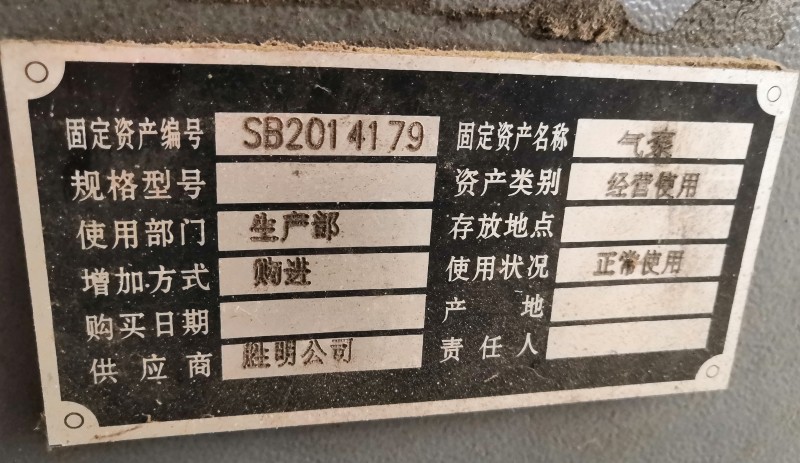 固定资产编号 SB2014179 固定资产名称 气泵
规格型号 资产类别 经营使用
使用部门 生产部 存放地点
增加方式 购进 使用状况 正常使用
购买日期 产地
供应商 胜明公司 责任人